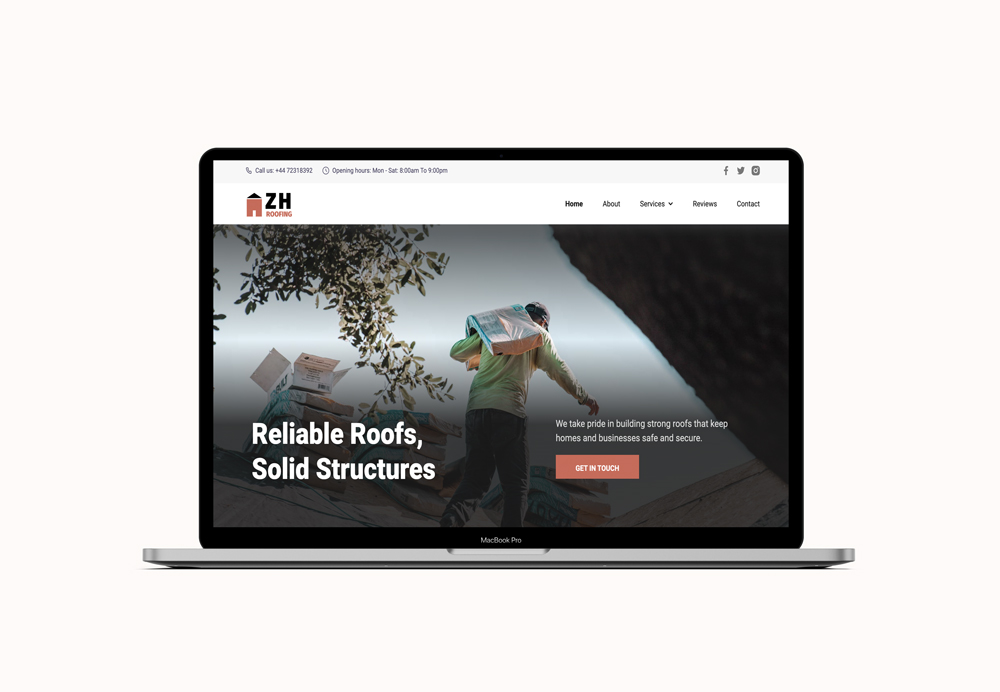 Call us: +44 72318392 Opening hours: Mon - Sat: 8:00am To 9:00pm
ZH
ROOFING
Home About Services Reviews Contact
Reliable Roofs,
Solid Structures
We take pride in building strong roofs that keep
homes and businesses safe and secure.
GET IN TOUCH
MacBook Pro